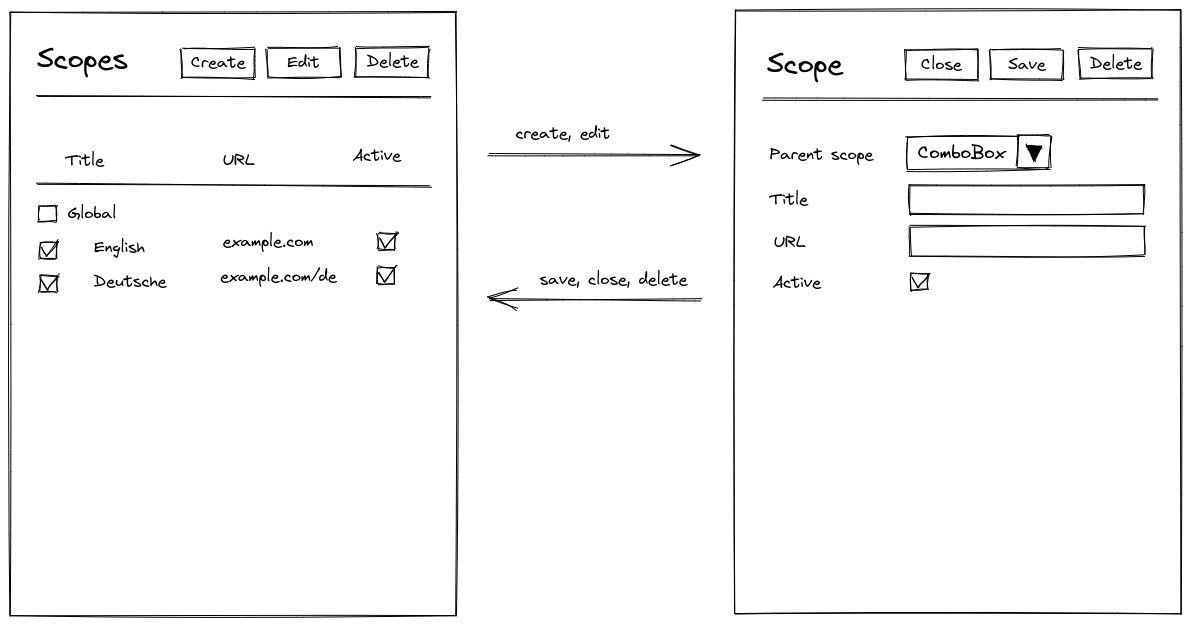 Scopes
Create Edit Delete
Title URL Active
Global
English example.com
Deutsche example.com/de
create, edit
save, close, delete
Scope
Close Save Delete
Parent scope ComboBox
Title
URL
Active